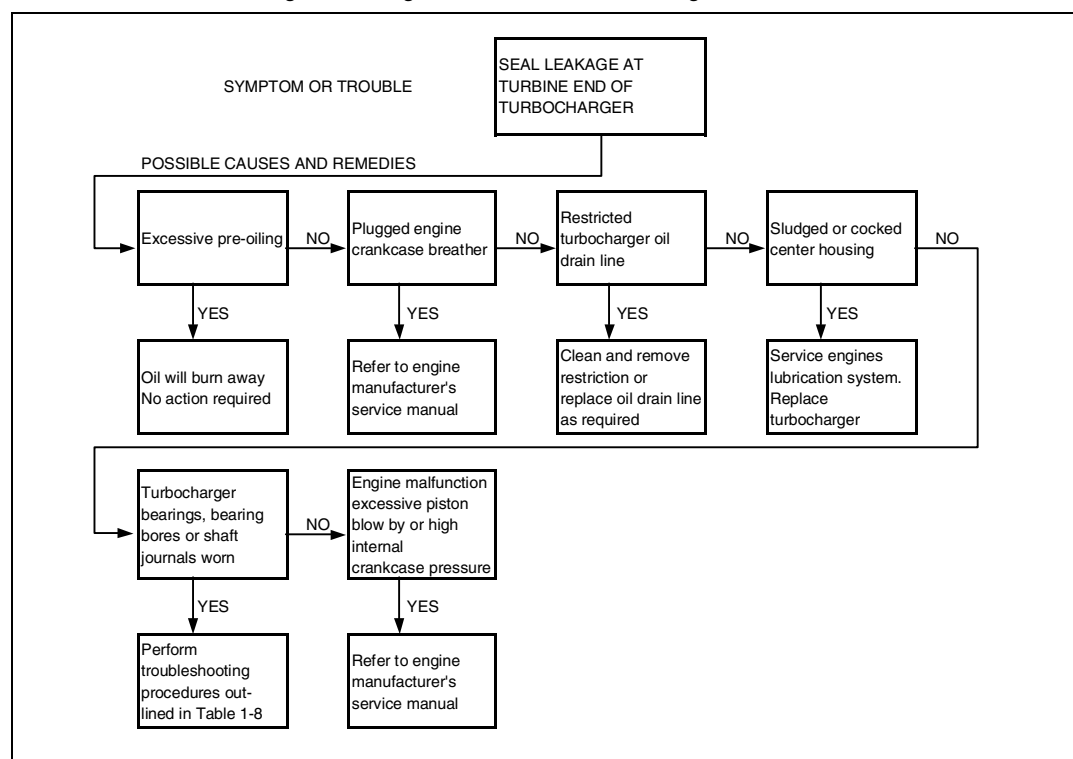 SYMPTOM OR TROUBLE
SEAL LEAKAGE AT
TURBINE END OF
TURBOCHARGER
POSSIBLE CAUSES AND REMEDIES
Excessive pre-oiling
NO
Plugged engine
crankcase breather
NO
Restricted
turbocharger oil
drain line
NO
Sludged or cocked
center housing
NO
YES
YES
YES
YES
Oil will burn away
No action required
Refer to engine
manufacturer's
service manual
Clean and remove
restriction or
replace oil drain line
as required
Service engines
lubrication system.
Replace
turbocharger
Turbocharger
bearings, bearing
bores or shaft
journals worn
NO
Engine malfunction
excessive piston
blow by or high
internal
crankcase pressure
YES
YES
Perform
troubleshooting
procedures out-
lined in Table 1-8
Refer to engine
manufacturer's
service manual